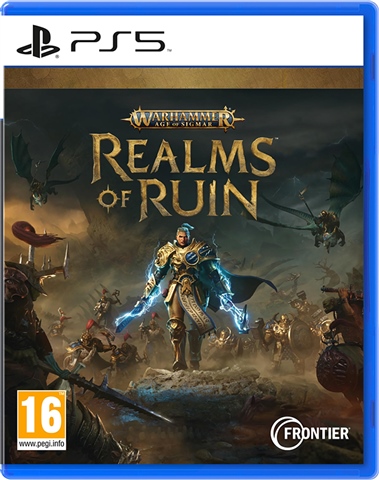 PS5
WARHAMMER
AGE OF SIGMAR
REALMS
OF RUIN
16
www.pegi.info
FRONTIER